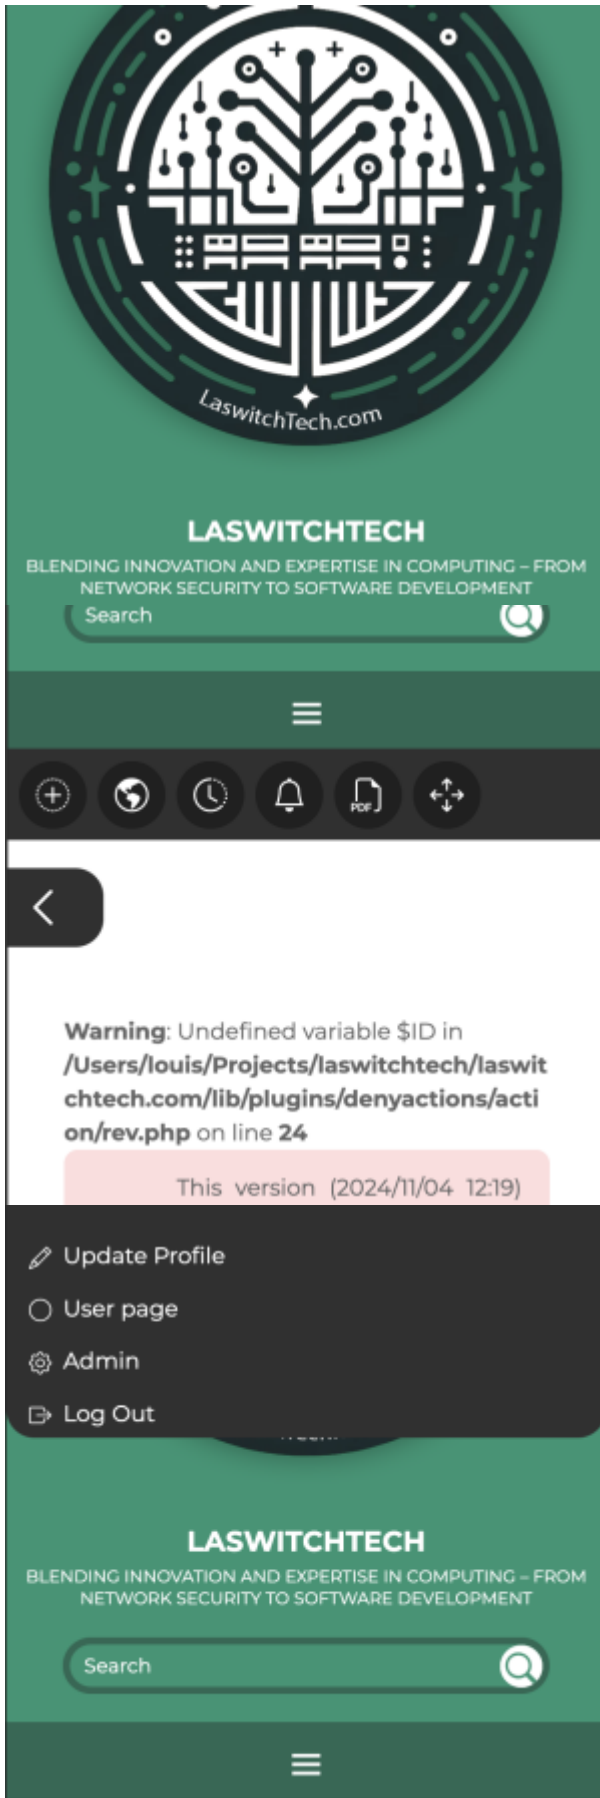 LaswitchTech.com
LASWITCHTECH
BLENDING INNOVATION AND EXPERTISE IN COMPUTING – FROM
NETWORK SECURITY TO SOFTWARE DEVELOPMENT
Search
PDF
Warning: Undefined variable $ID in
/Users/louis/Projects/laswitchtech/laswit
chtech.com/lib/plugins/denyactions/acti
on/rev.php on line 24
This version (2024/11/04 12:19)
Update Profile
User page
Admin
Log Out
LASWITCHTECH
BLENDING INNOVATION AND EXPERTISE IN COMPUTING – FROM
NETWORK SECURITY TO SOFTWARE DEVELOPMENT
Search